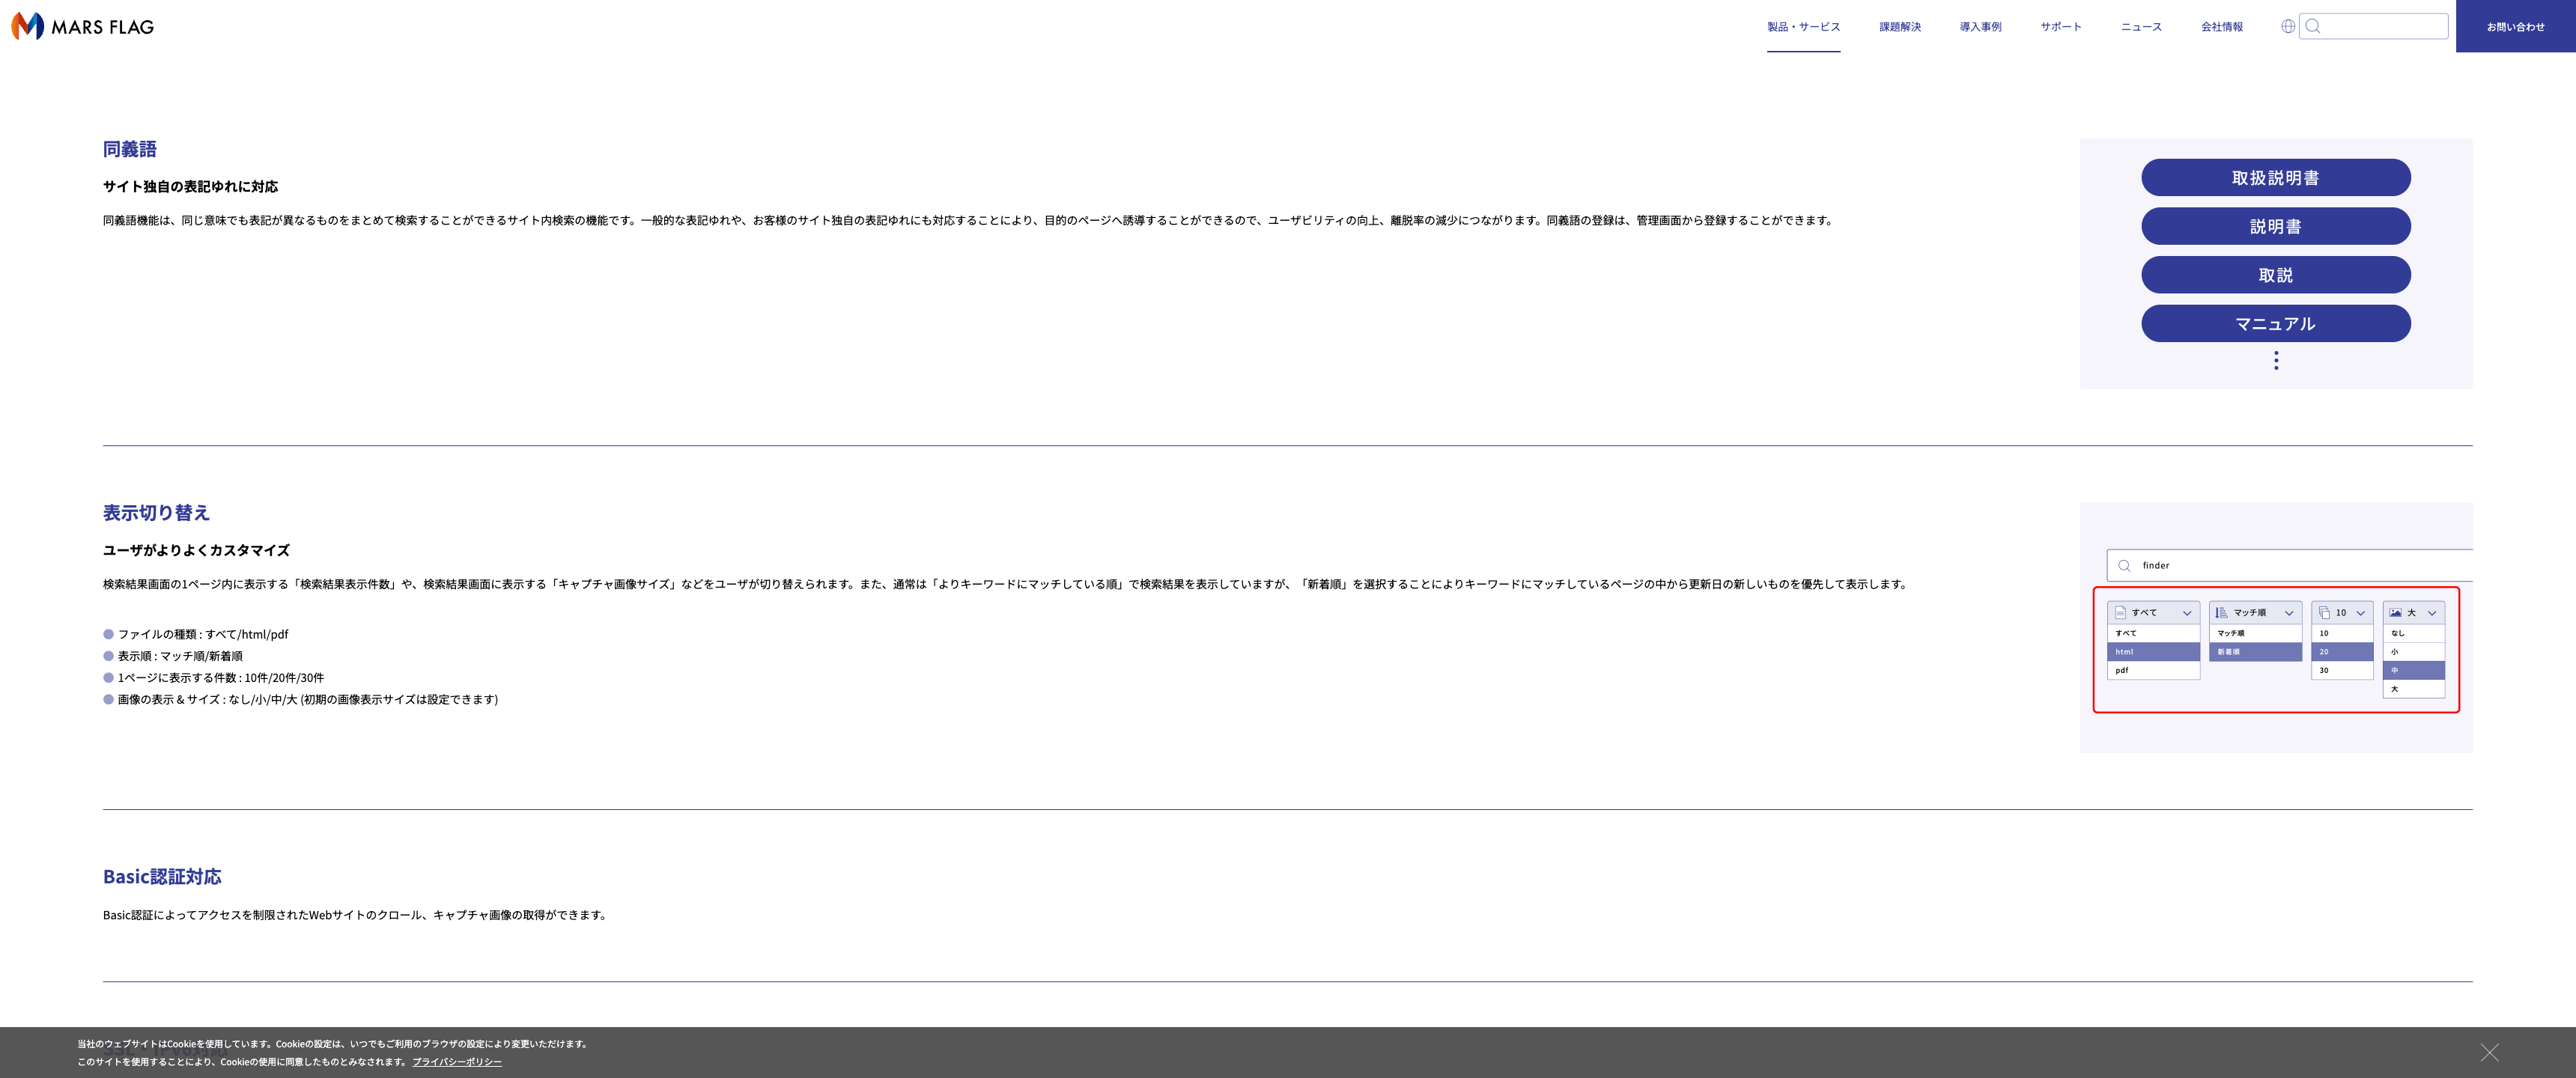 MARS FLAG
製品・サービス
課題解決
導入事例
サポート
ニュース
会社情報
お問い合わせ
同義語
サイト独自の表記ゆれに対応
同義語機能は、同じ意味でも表記が異なるものをまとめて検索することができるサイト内検索の機能です。一般的な表記ゆれや、お客様のサイト独自の表記ゆれにも対応することにより、目的のページへ誘導することができるので、ユーザビリティの向上、離脱率の減少につながります。同義語の登録は、管理画面から登録することができます。
取扱説明書
説明書
取説
マニュアル
表示切り替え
ユーザがよりよくカスタマイズ
検索結果画面の1ページ内に表示する「検索結果表示件数」や、検索結果画面に表示する「キャプチャ画像サイズ」などをユーザが切り替えられます。また、通常は「よりキーワードにマッチしている順」で検索結果を表示していますが、「新着順」を選択することによりキーワードにマッチしているページの中から更新日の新しいものを優先して表示します。
ファイルの種類 : すべて/html/pdf
表示順 : マッチ順/新着順
1ページに表示する件数 : 10件/20件/30件
画像の表示 & サイズ : なし/小/中/大 (初期の画像表示サイズは設定できます)
finder
すべて
すべて
html
pdf
マッチ順
マッチ順
新着順
10
10
20
30
大
なし
小
中
大
Basic認証対応
Basic認証によってアクセスを制限されたWebサイトのクロール、キャプチャ画像の取得ができます。
当社のウェブサイトはCookieを使用しています。Cookieの設定は、いつでもご利用のブラウザの設定により変更いただけます。
このサイトを使用することにより、Cookieの使用に同意したものとみなされます。 プライバシーポリシー